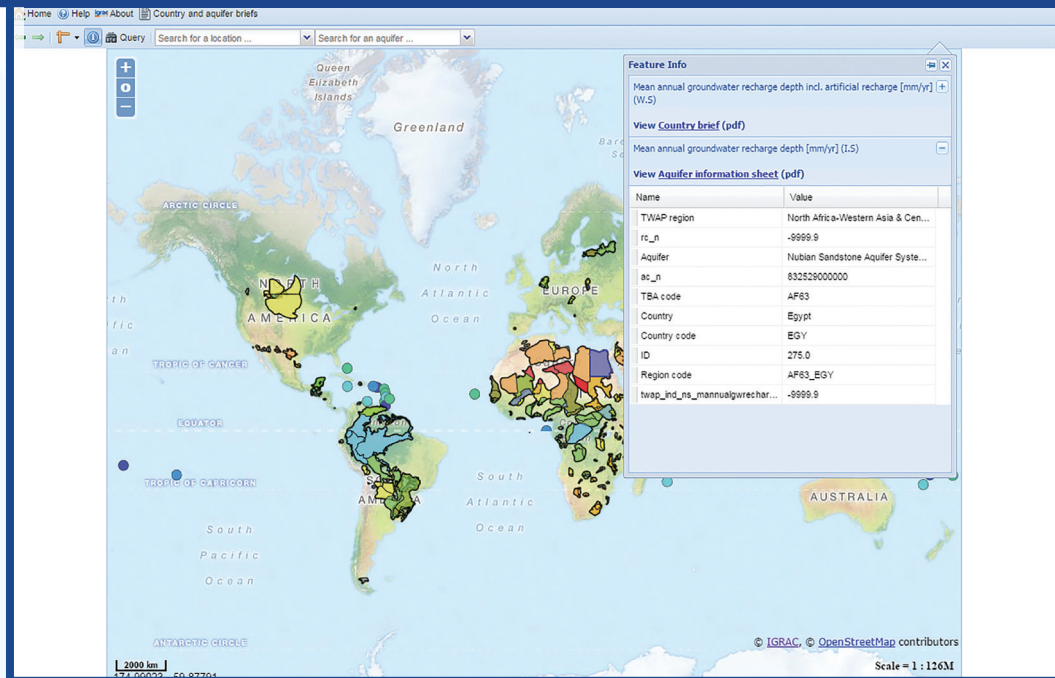 Home Help About Country and aquifer briefs
Query Search for a location ... Search for an aquifer ...
Feature Info
Mean annual groundwater recharge depth incl. artificial recharge [mm/yr]
(W.S)
View Country brief (pdf)
Mean annual groundwater recharge depth [mm/yr] (I.S)
View Aquifer information sheet (pdf)
Name Value
TWAP region North Africa-Western Asia & Cen...
rc_n -9999.9
Aquifer Nubian Sandstone Aquifer Syste...
ac_n 832529000000
TBA code AF63
Country Egypt
Country code EGY
ID 275.0
Region code AF63_EGY
twap_ind_ns_mannualgwrechar... -9999.9
Queen
Elizabeth
Islands
Greenland
ARCTIC CIRCLE
North
Atlantic
Ocean
NORTH
AMERICA
EUROPE
TROPIC OF CANCER
EQUATOR
TROPIC OF CAPRICORN
AUSTRALIA
South
Atlantic
Ocean
South
Pacific
Ocean
ANTARCTIC CIRCLE
© IGRAC, © OpenStreetMap contributors
2000 km
Scale = 1 : 126M